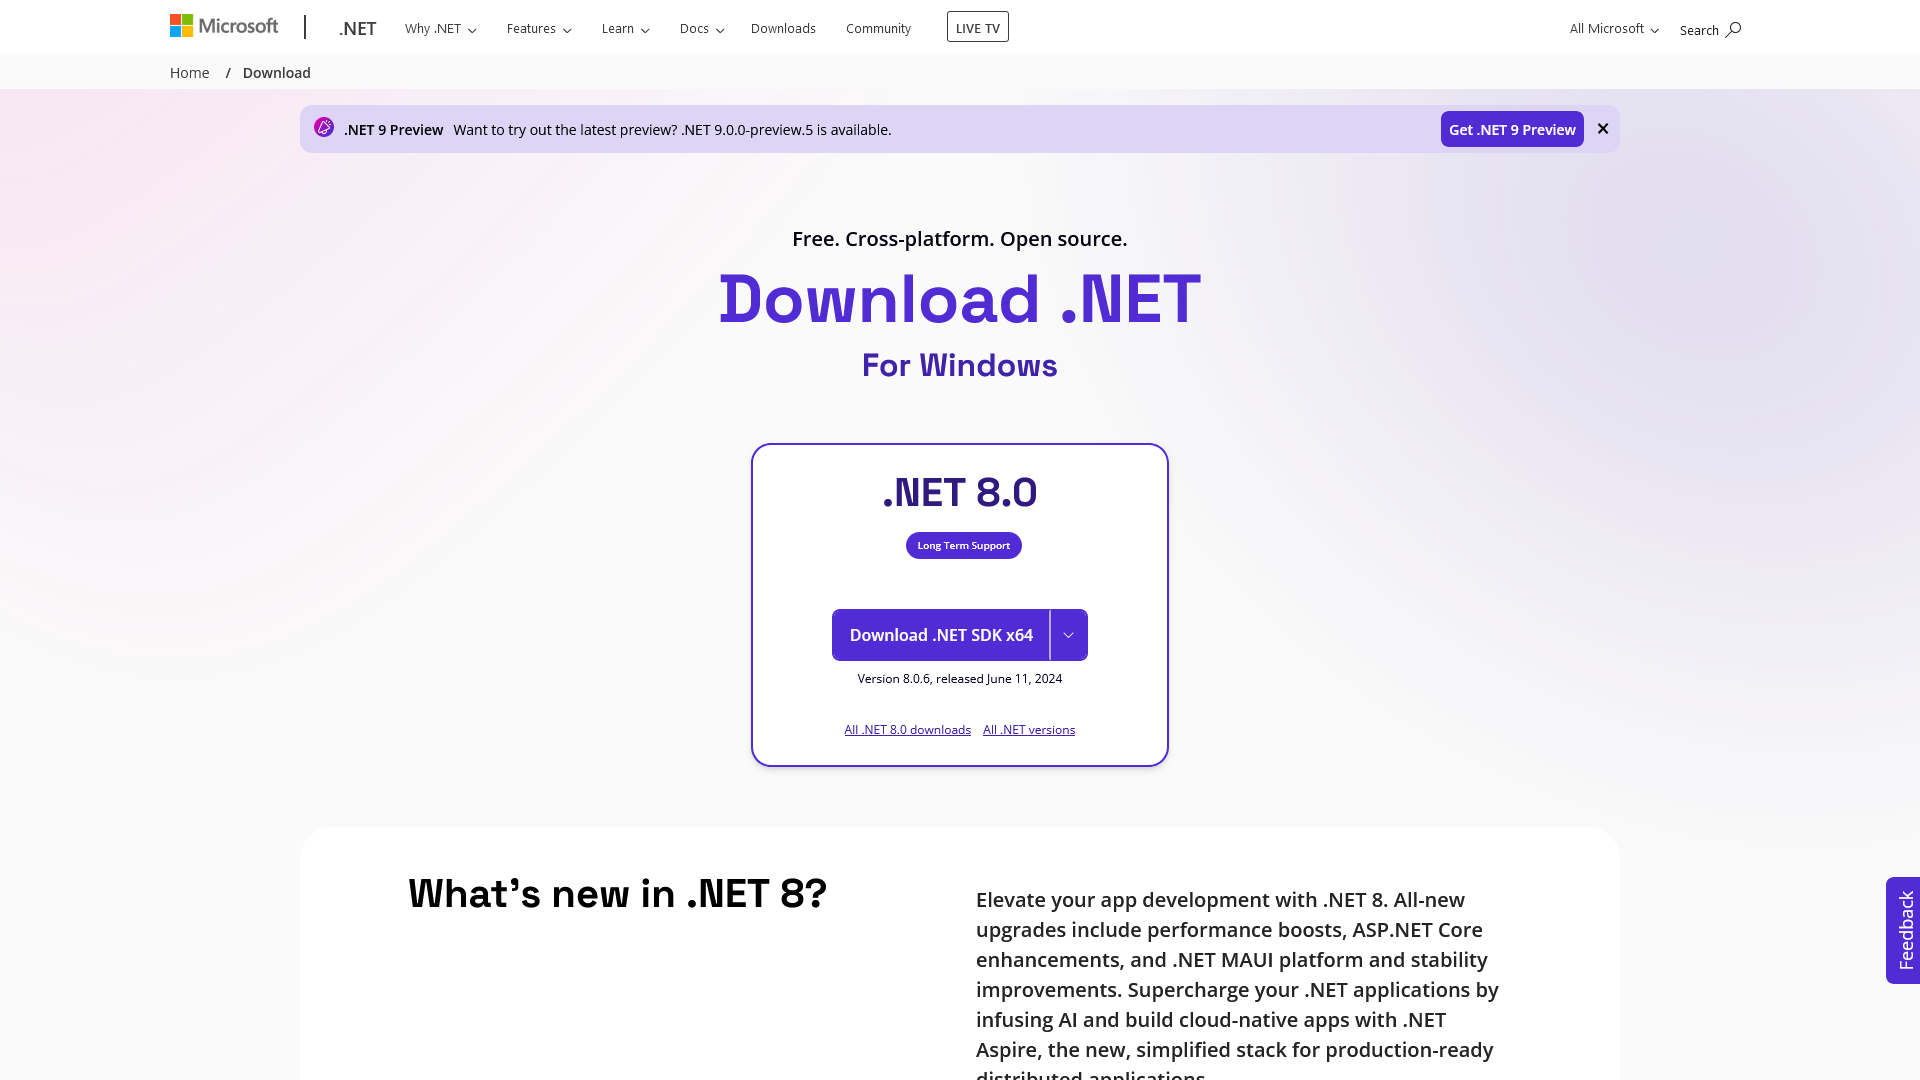 Microsoft .NET Why .NET Features Learn Docs Downloads Community LIVE TV All Microsoft Search
Home / Download
.NET 9 Preview Want to try out the latest preview? .NET 9.0.0-preview.5 is available. Get .NET 9 Preview
Free. Cross-platform. Open source.
Download .NET
For Windows
.NET 8.0
Long Term Support
Download .NET SDK x64
Version 8.0.6, released June 11, 2024
All .NET 8.0 downloads All .NET versions
What's new in .NET 8?
Elevate your app development with .NET 8. All-new
upgrades include performance boosts, ASP.NET Core
enhancements, and .NET MAUI platform and stability
improvements. Supercharge your .NET applications by
infusing AI and build cloud-native apps with .NET
Aspire, the new, simplified stack for production-ready
distributed applications.
Feedback